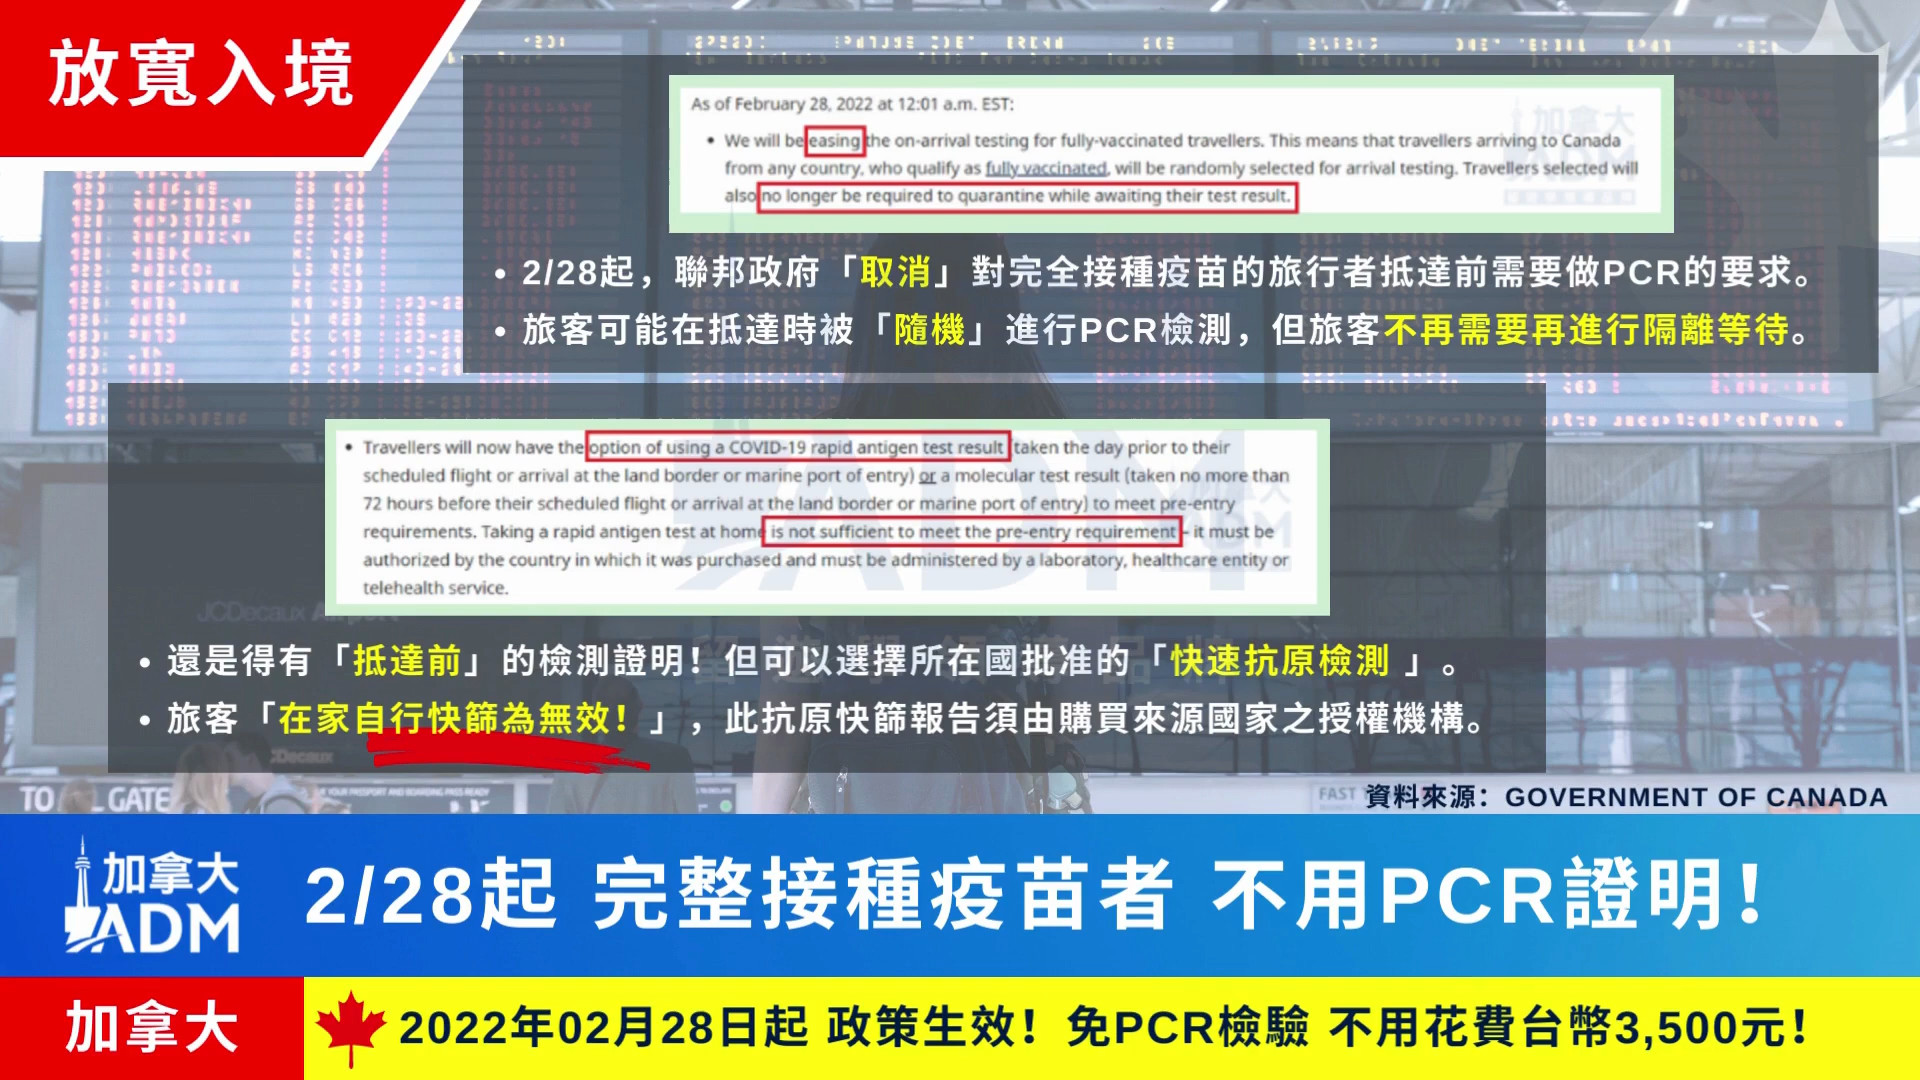 放寬入境
As of February 28, 2022 at 12:01 a.m. EST:
• We will be easing the on-arrival testing for fully-vaccinated travellers. This means that travellers arriving to Canada
from any country, who qualify as fully vaccinated, will be randomly selected for arrival testing. Travellers selected will
also no longer be required to quarantine while awaiting their test result.
• 2/28起，聯邦政府「取消」對完全接種疫苗的旅行者抵達前需要做PCR的要求。
• 旅客可能在抵達時被「隨機」進行PCR檢測，但旅客不再需要再進行隔離等待。
• Travellers will now have the option of using a COVID-19 rapid antigen test result (taken the day prior to their
scheduled flight or arrival at the land border or marine port of entry) or a molecular test result (taken no more than
72 hours before their scheduled flight or arrival at the land border or marine port of entry) to meet pre-entry
requirements. Taking a rapid antigen test at home is not sufficient to meet the pre-entry requirement – it must be
authorized by the country in which it was purchased and must be administered by a laboratory, healthcare entity or
telehealth service.
JCDecaux Airport
• 還是得有「抵達前」的檢測證明！但可以選擇所在國批准的「快速抗原檢測 」。
• 旅客「在家自行快篩為無效！」，此抗原快篩報告須由購買來源國家之授權機構。
JCDecaux
TO GATE
YOUR PASSPORT AND BOARDING PASS READY
FAST
資料來源：GOVERNMENT OF CANADA
加拿大
ADM
2/28起 完整接種疫苗者 不用PCR證明！
加拿大
2022年02月28日起 政策生效！免PCR檢驗 不用花費台幣3,500元！